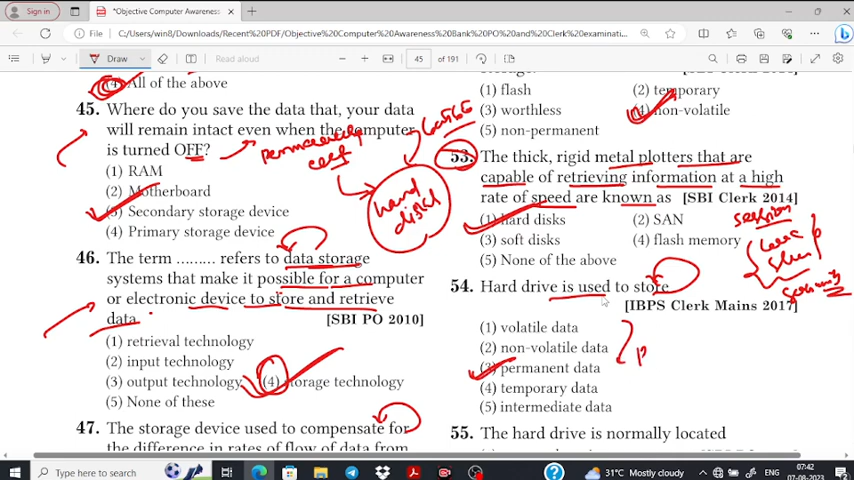 Sign in
*Objective Computer Awareness
File
C:/Users/win8/Downloads/Recent%20PDF/Objective%20Computer%20Awareness%20Bank%20PO%20and%20Clerk%20examinati...
Draw
Read aloud
45
of 191
(4) All of the above
45. Where do you save the data that, your data
will remain intact even when the computer
is turned OFF?
(1) RAM
(2) Motherboard
(3) Secondary storage device
(4) Primary storage device
46. The term ......... refers to data storage
systems that make it possible for a computer
or electronic device to store and retrieve
data.
[SBI PO 2010]
(1) retrieval technology
(2) input technology
(3) output technology
(4) storage technology
(5) None of these
47. The storage device used to compensate for
the difference in rates of flow of data from
hard
disk
storage.
(1) flash
(2) temporary
(3) worthless
(4) non-volatile
(5) non-permanent
53. The thick, rigid metal plotters that are
capable of retrieving information at a high
rate of speed are known as
[SBI Clerk 2014]
(1) hard disks
(2) SAN
(3) soft disks
(4) flash memory
(5) None of the above
54. Hard drive is used to store
[IBPS Clerk Mains 2017]
(1) volatile data
(2) non-volatile data
(3) permanent data
(4) temporary data
(5) intermediate data
P
55. The hard drive is normally located
Type here to search
31°C Mostly cloudy
ENG
07:42
07-08-2023